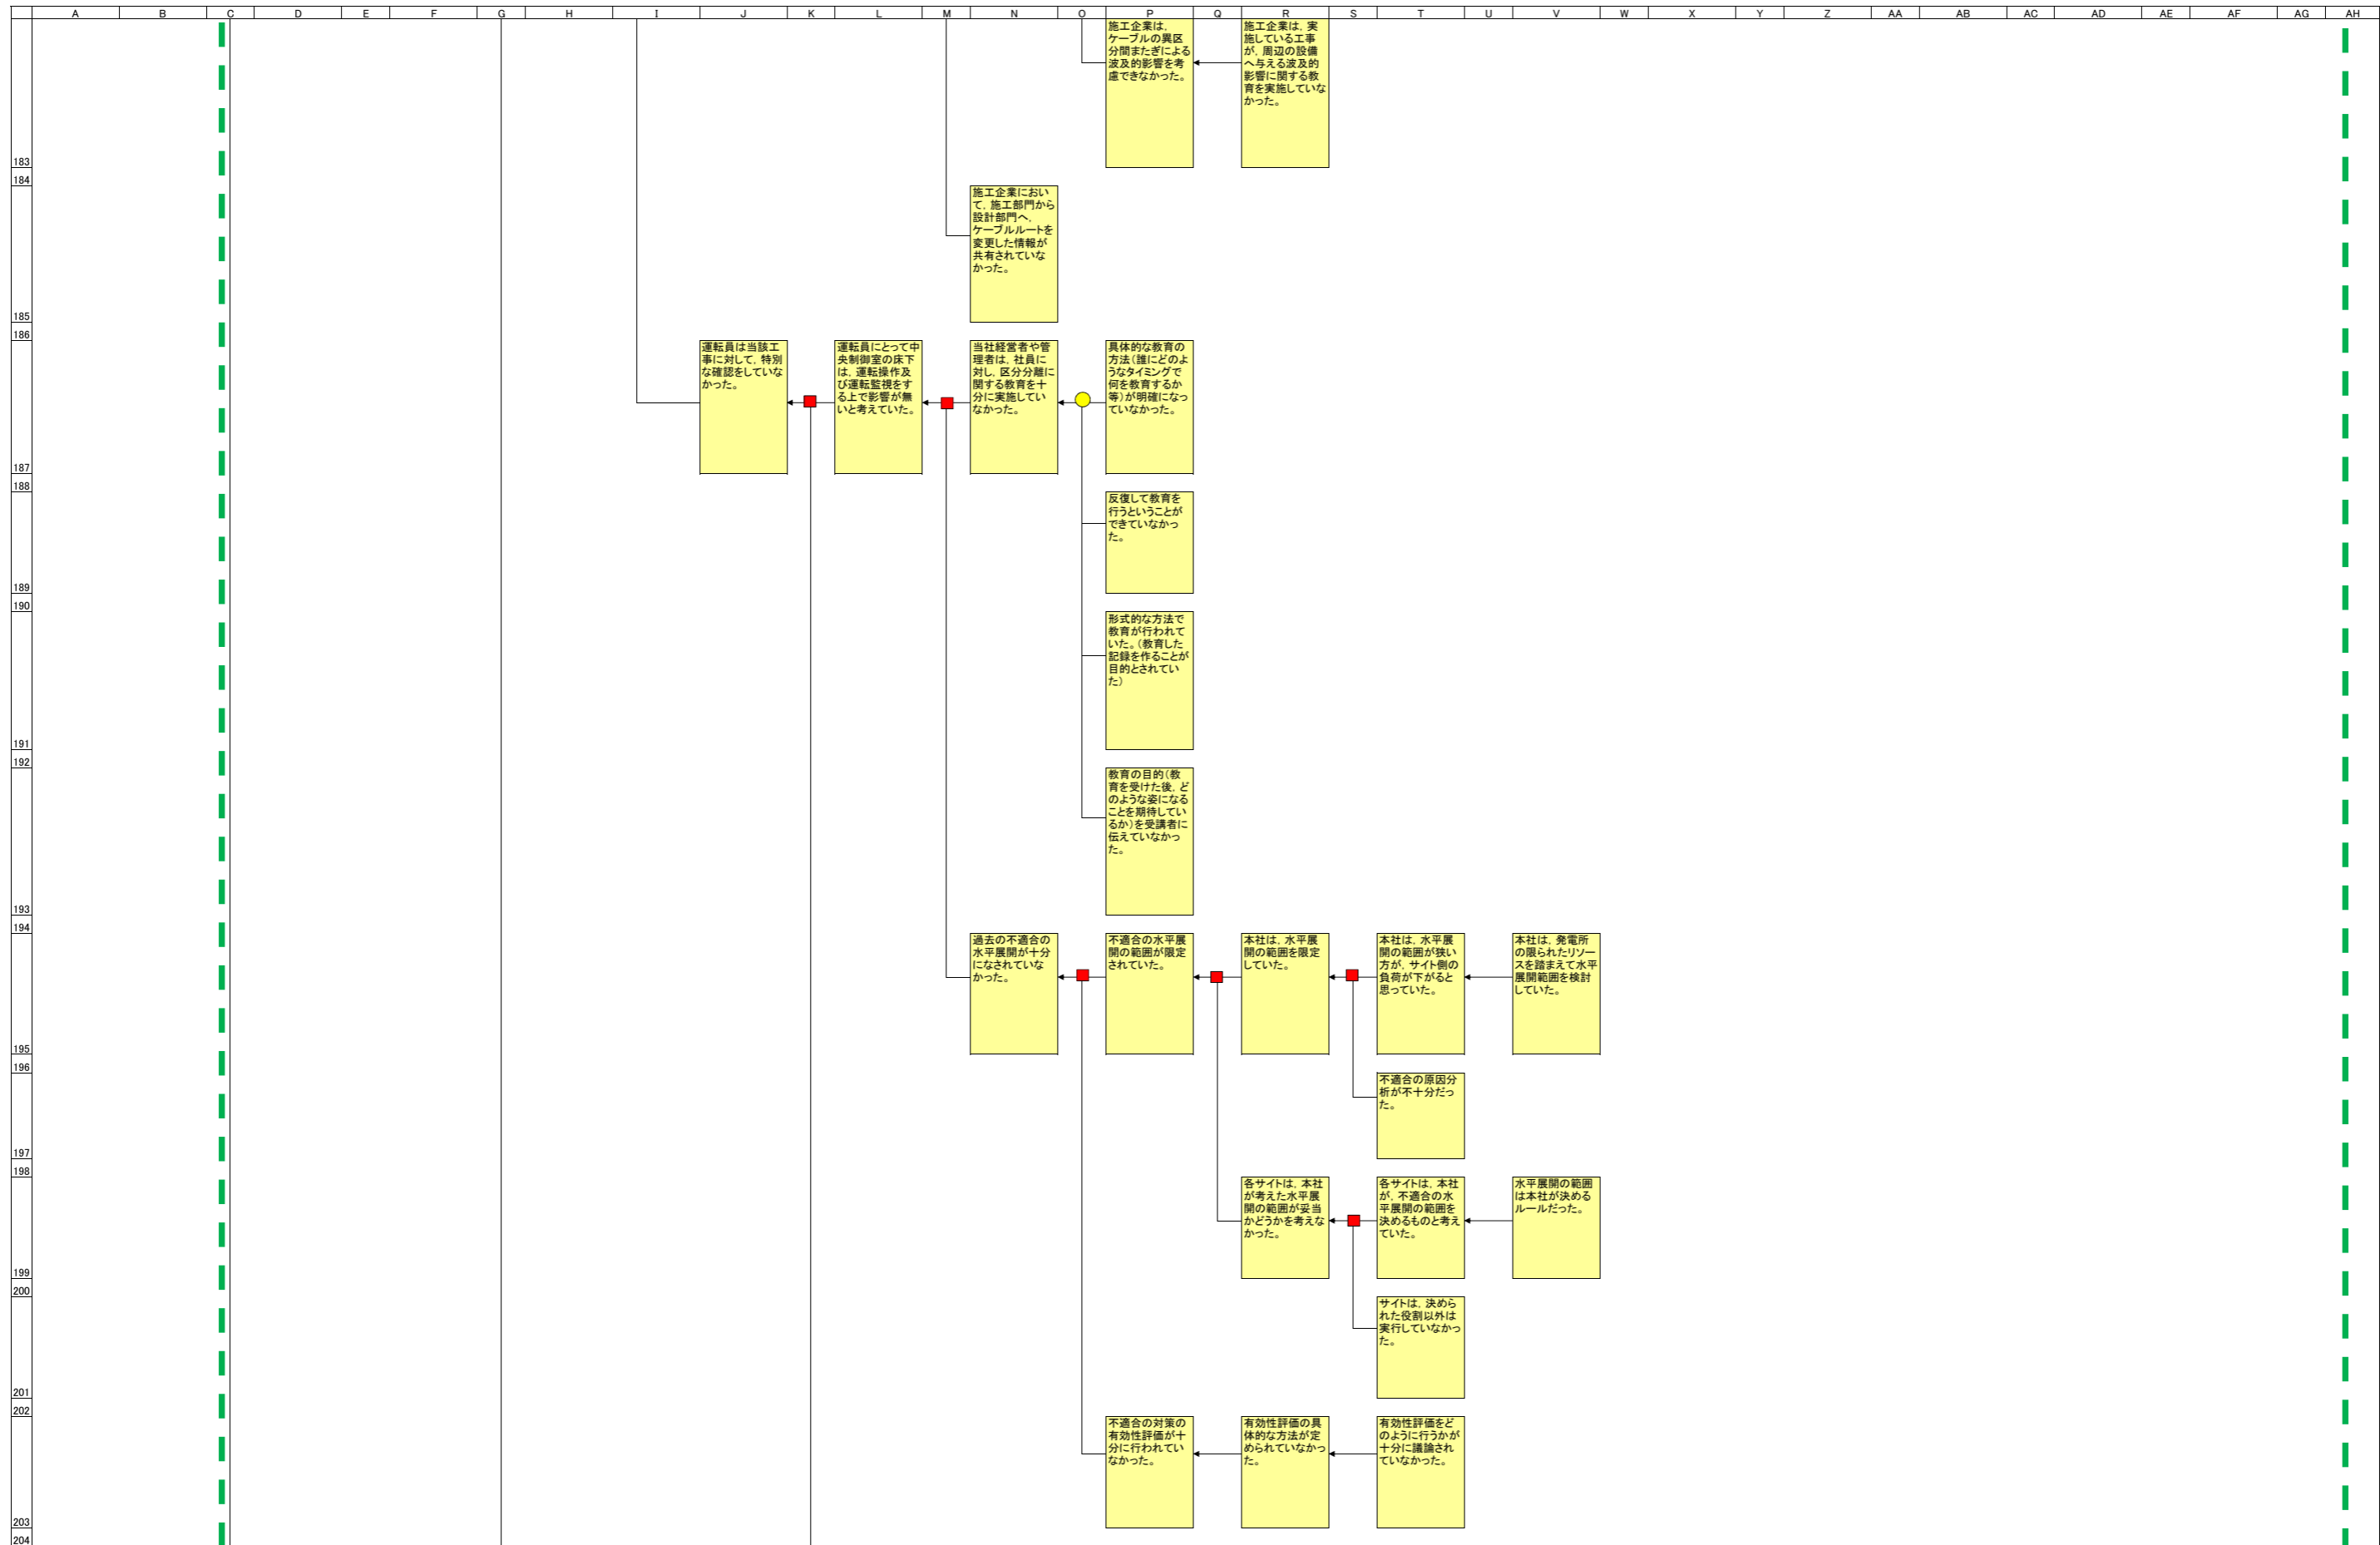 A B C D E F G H I J K L M N O P Q R S T U V W X Y Z AA AB AC AD AE AF AG AH
施工企業は，
ケーブルの異区
分間またぎによる
波及的影響を考
慮できなかった。
施工企業は，実
施している工事
が，周辺の設備
へ与える波及的
影響に関する教
育を実施していな
かった。
183
184
施工企業におい
て，施工部門から
設計部門へ，
ケーブルルートを
変更した情報が
共有されていな
かった。
185
186
運転員は当該工
事に対して，特別
な確認をしていな
かった。
運転員にとって中
央制御室の床下
は，運転操作及
び運転監視をす
る上で影響が無
いと考えていた。
当社経営者や管
理者は，社員に
対し，区分分離に
関する教育を十
分に実施してい
なかった。
具体的な教育の
方法（誰にどのよ
うなタイミングで
何を教育するか
等）が明確になっ
ていなかった。
187
188
反復して教育を
行うということが
できていなかっ
た。
189
190
形式的な方法で
教育が行われて
いた。（教育した
記録を作ることが
目的とされてい
た）
191
192
教育の目的（教
育を受けた後，ど
のような姿になる
ことを期待してい
るか）を受講者に
伝えていなかっ
た。
193
194
過去の不適合の
水平展開が十分
になされていな
かった。
不適合の水平展
開の範囲が限定
されていた。
本社は，水平展
開の範囲を限定
していた。
本社は，水平展
開の範囲が狭い
方が，サイト側の
負荷が下がると
思っていた。
本社は，発電所
の限られたリソー
スを踏まえて水平
展開範囲を検討
していた。
195
196
不適合の原因分
析が不十分だっ
た。
197
198
各サイトは，本社
が考えた水平展
開の範囲が妥当
かどうかを考えな
かった。
各サイトは，本社
が，不適合の水
平展開の範囲を
決めるものと考え
ていた。
水平展開の範囲
は本社が決める
ルールだった。
199
200
サイトは，決めら
れた役割以外は
実行していなかっ
た。
201
202
不適合の対策の
有効性評価が十
分に行われてい
なかった。
有効性評価の具
体的な方法が定
められていなかっ
た。
有効性評価をど
のように行うかが
十分に議論され
ていなかった。
203
204